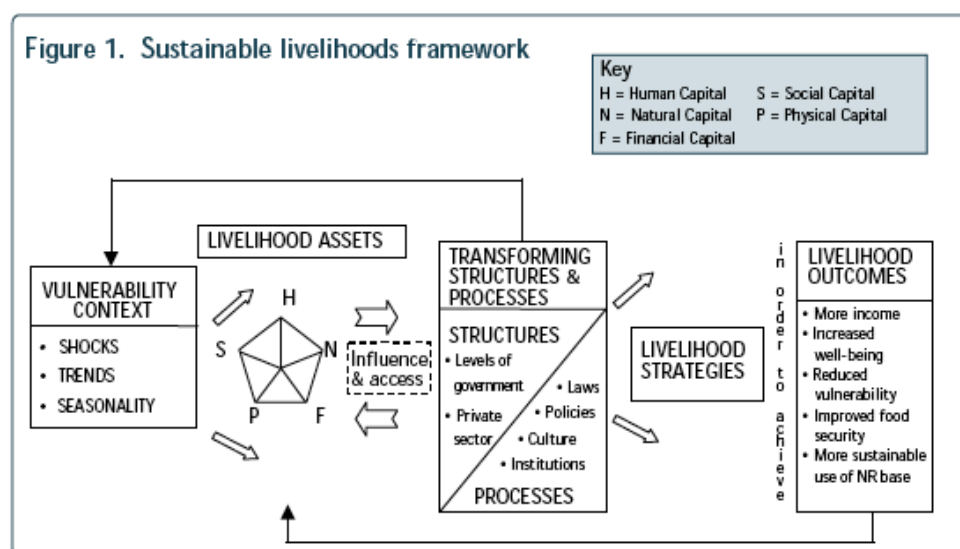 Figure 1. Sustainable livelihoods framework
Key
H = Human Capital S = Social Capital
N = Natural Capital P = Physical Capital
F = Financial Capital
LIVELIHOOD ASSETS
VULNERABILITY
CONTEXT
• SHOCKS
• TRENDS
• SEASONALITY
H
S
N
P
F
Influence
& access
TRANSFORMING
STRUCTURES &
PROCESSES
STRUCTURES
• Levels of
government
• Private
sector
• Laws
• Policies
• Culture
• Institutions
PROCESSES
LIVELIHOOD
STRATEGIES
in order to achieve
LIVELIHOOD
OUTCOMES
• More income
• Increased
well-being
• Reduced
vulnerability
• Improved food
security
• More sustainable
use of NR base